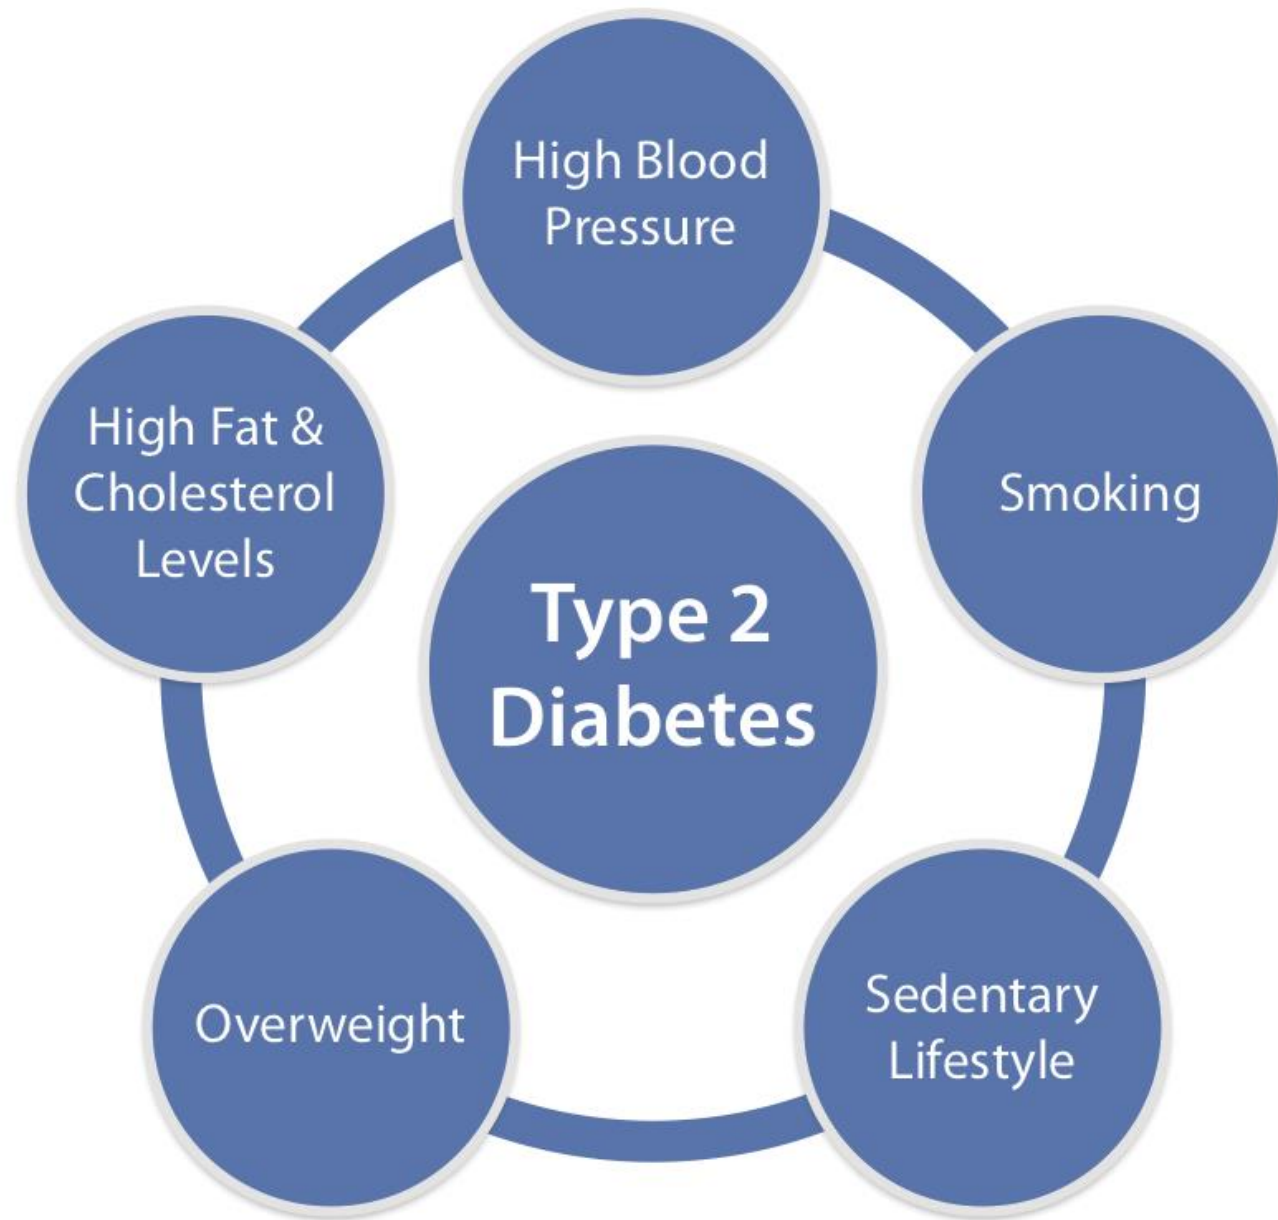 High Blood
Pressure
High Fat &
Cholesterol
Levels
Smoking
Type 2
Diabetes
Overweight
Sedentary
Lifestyle